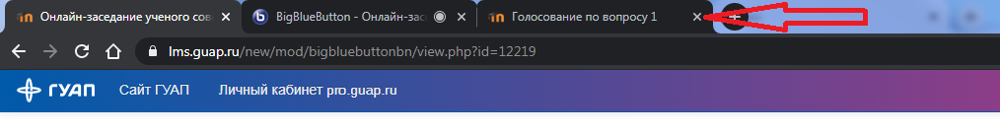 Онлайн-заседание ученого сов
BigBlueButton - Онлайн-засе
Голосование по вопросу 1
lms.guap.ru/new/mod/bigbluebuttonbn/view.php?id=12219
ГУАП Сайт ГУАП Личный кабинет pro.guap.ru